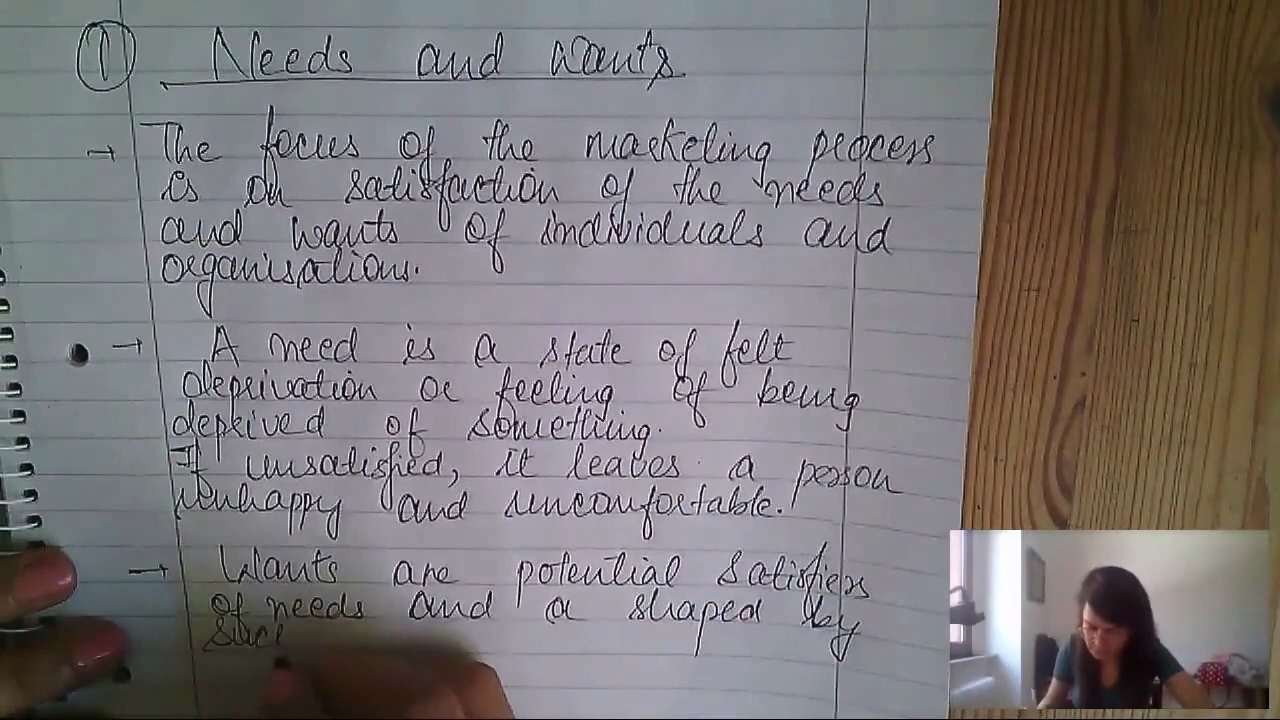 ① Needs and wants
→ The focus of the marketing process
is on satisfaction of the needs
and wants of individuals and
organisations.
→ A need is a state of felt
deprivation or feeling of being
deprived of something.
If unsatisfied, it leaves a person
unhappy and uncomfortable.
→ Wants are potential satisfiers
of needs and a shaped by
such